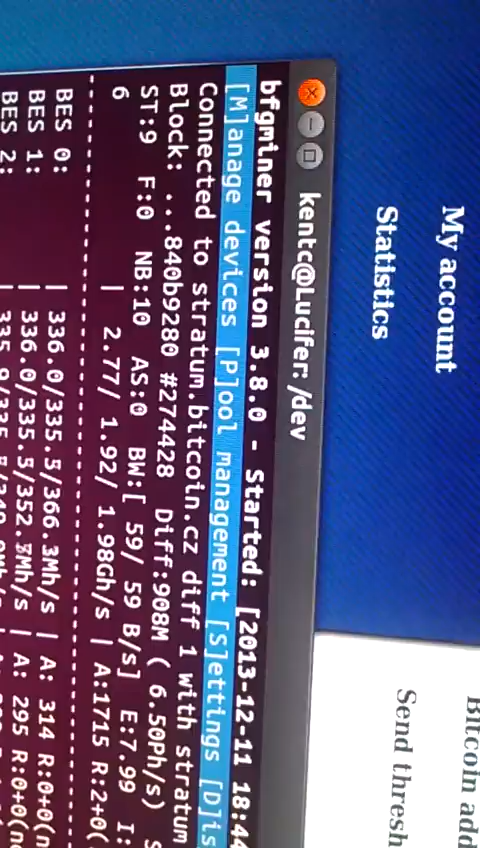 My account
Statistics
Bitcoin
Send
kentc@Lucifer: /dev
bfgminer version 3.8.0 - Started: [2013-12-11 18:44
[M]anage devices [P]ool management [S]ettings [D]is
Connected to stratum.bitcoin.cz diff 1 with stratum
Block: ...840b9280 #274428 Diff:908M ( 6.50Ph/s) S
ST:9 F:0 NB:10 AS:0 BW:[ 59/ 59 B/s] E:7.99 I:
6 | 2.77/ 1.92/ 1.98Gh/s | A:1715 R:2+0(
BES 0: | 336.0/335.5/366.3Mh/s | A: 314 R:0+0(n
BES 1: | 336.0/335.5/352.3Mh/s | A: 295 R:0+0(no
BES 2: